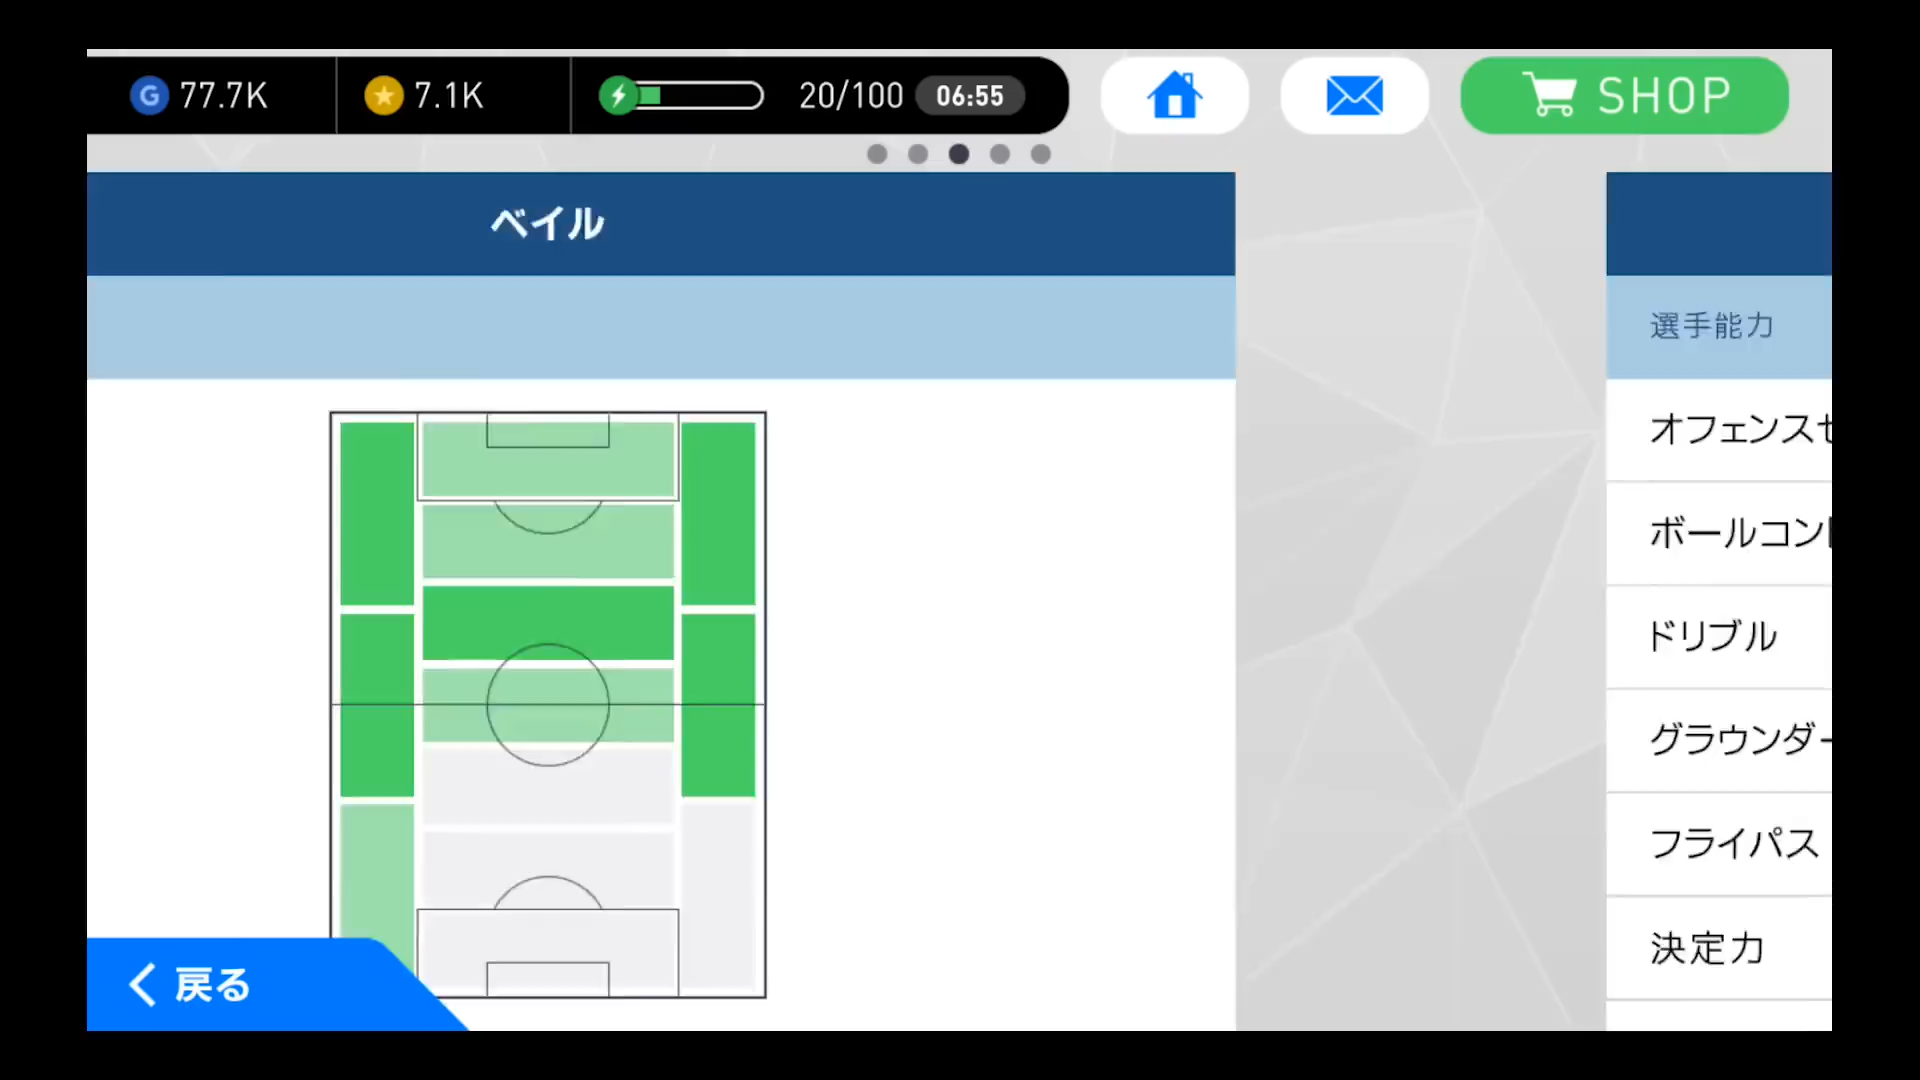 G 77.7K 7.1K 20/100 06:55 SHOP
ベイル
選手能力
オフェンスセ
ボールコント
ドリブル
グラウンダー
フライパス
決定力
戻る